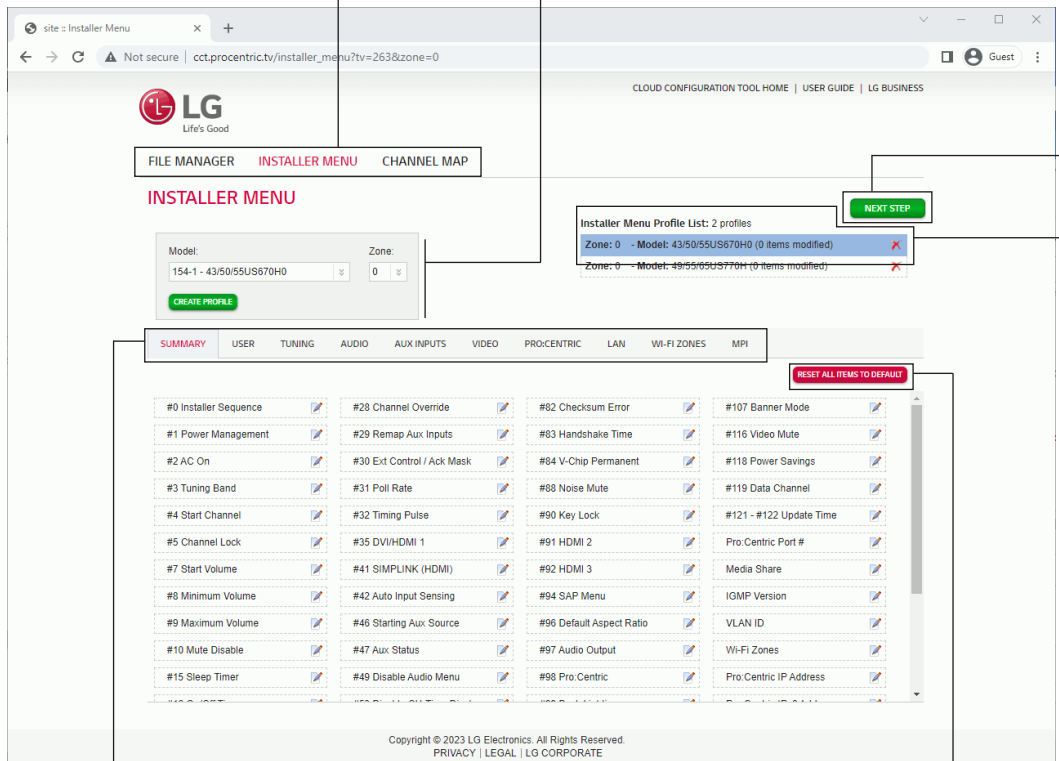 site :: Installer Menu
Not secure | cct.procentric.tv/installer_menu?tv=263&izone=0
Guest
CLOUD CONFIGURATION TOOL HOME | USER GUIDE | LG BUSINESS
LG
Life's Good
FILE MANAGER INSTALLER MENU CHANNEL MAP
INSTALLER MENU
NEXT STEP
Installer Menu Profile List: 2 profiles
Zone: 0 - Model: 43/50/55US670H0 (0 items modified)
Zone: 0 - Model: 49/55/65US770H (0 items modified)
Model: Zone:
154-1 - 43/50/55US670H0 0
CREATE PROFILE
SUMMARY USER TUNING AUDIO AUX INPUTS VIDEO PRO:CENTRIC LAN WI-FI ZONES MPI
RESET ALL ITEMS TO DEFAULT
#0 Installer Sequence #28 Channel Override #82 Checksum Error #107 Banner Mode
#1 Power Management #29 Remap Aux Inputs #83 Handshake Time #116 Video Mute
#2 AC On #30 Ext Control / Ack Mask #84 V-Chip Permanent #118 Power Savings
#3 Tuning Band #31 Poll Rate #88 Noise Mute #119 Data Channel
#4 Start Channel #32 Timing Pulse #90 Key Lock #121 - #122 Update Time
#5 Channel Lock #35 DVI/HDMI 1 #91 HDMI 2 Pro:Centric Port #
#7 Start Volume #41 SIMPLINK (HDMI) #92 HDMI 3 Media Share
#8 Minimum Volume #42 Auto Input Sensing #94 SAP Menu IGMP Version
#9 Maximum Volume #46 Starting Aux Source #96 Default Aspect Ratio VLAN ID
#10 Mute Disable #47 Aux Status #97 Audio Output Wi-Fi Zones
#15 Sleep Timer #49 Disable Audio Menu #98 Pro:Centric Pro:Centric IP Address
Copyright © 2023 LG Electronics. All Rights Reserved.
PRIVACY | LEGAL | LG CORPORATE